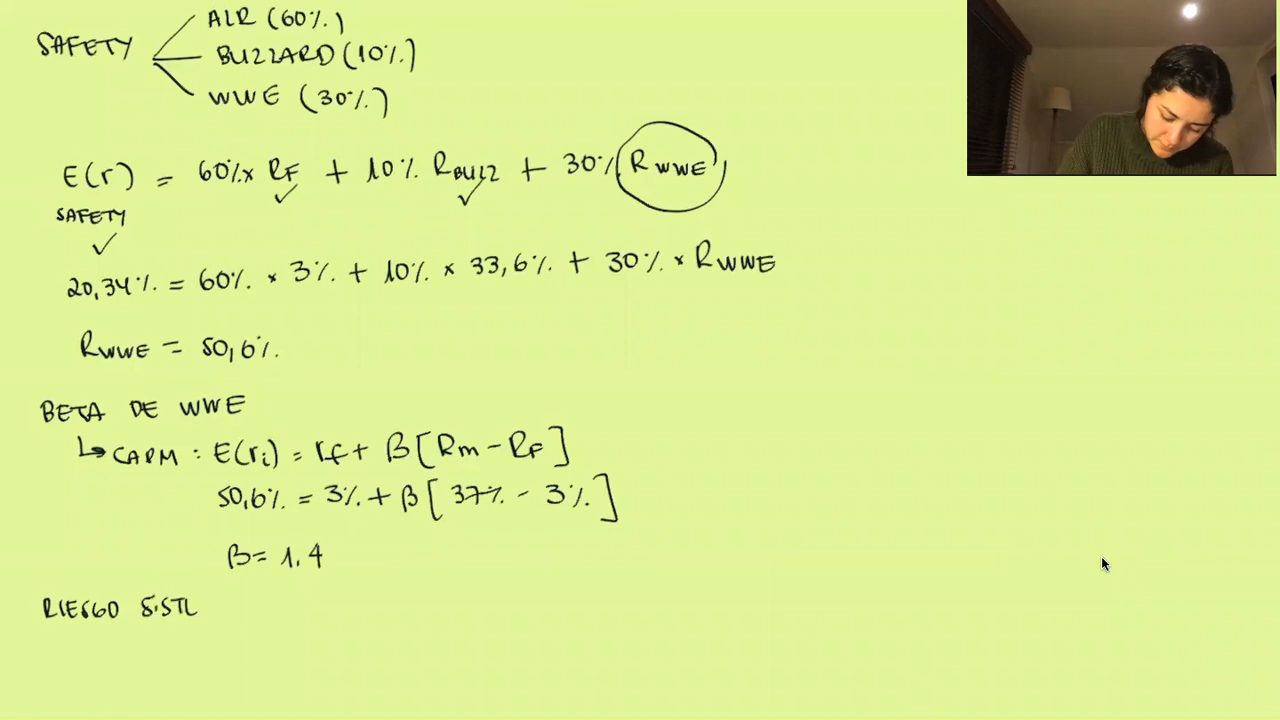 SAFETY
ALR (60%)
BUZZARD (10%)
WWE (30%)
E(r) = 60% x RF + 10% RBUZZ + 30% RWWE
SAFETY
20,34% = 60% x 3% + 10% x 33,6% + 30% x RWWE
RWWE = 50,6%
BETA DE WWE
↳ CAPM : E(ri) = rf + β [Rm - RF]
50,6% = 3% + β [37% - 3%]
β = 1.4
RIESGO SISTE